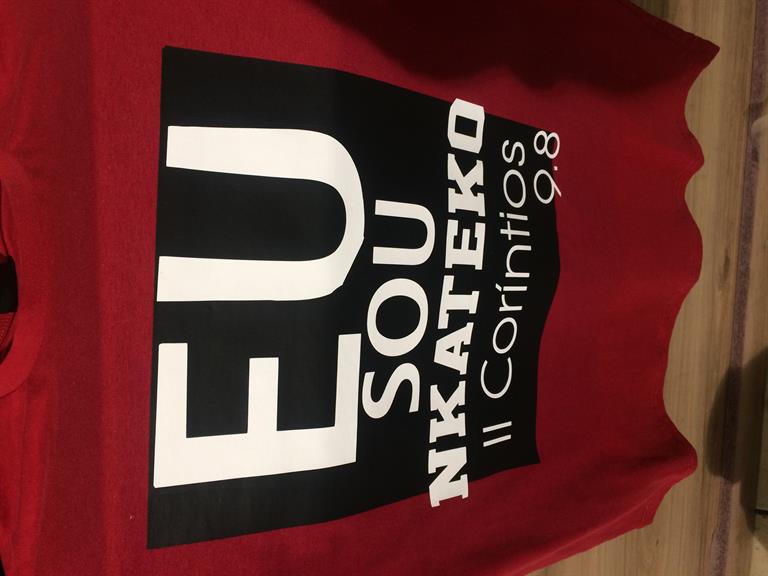 EU
SOU
NKATEKO
II Coríntios
9.8